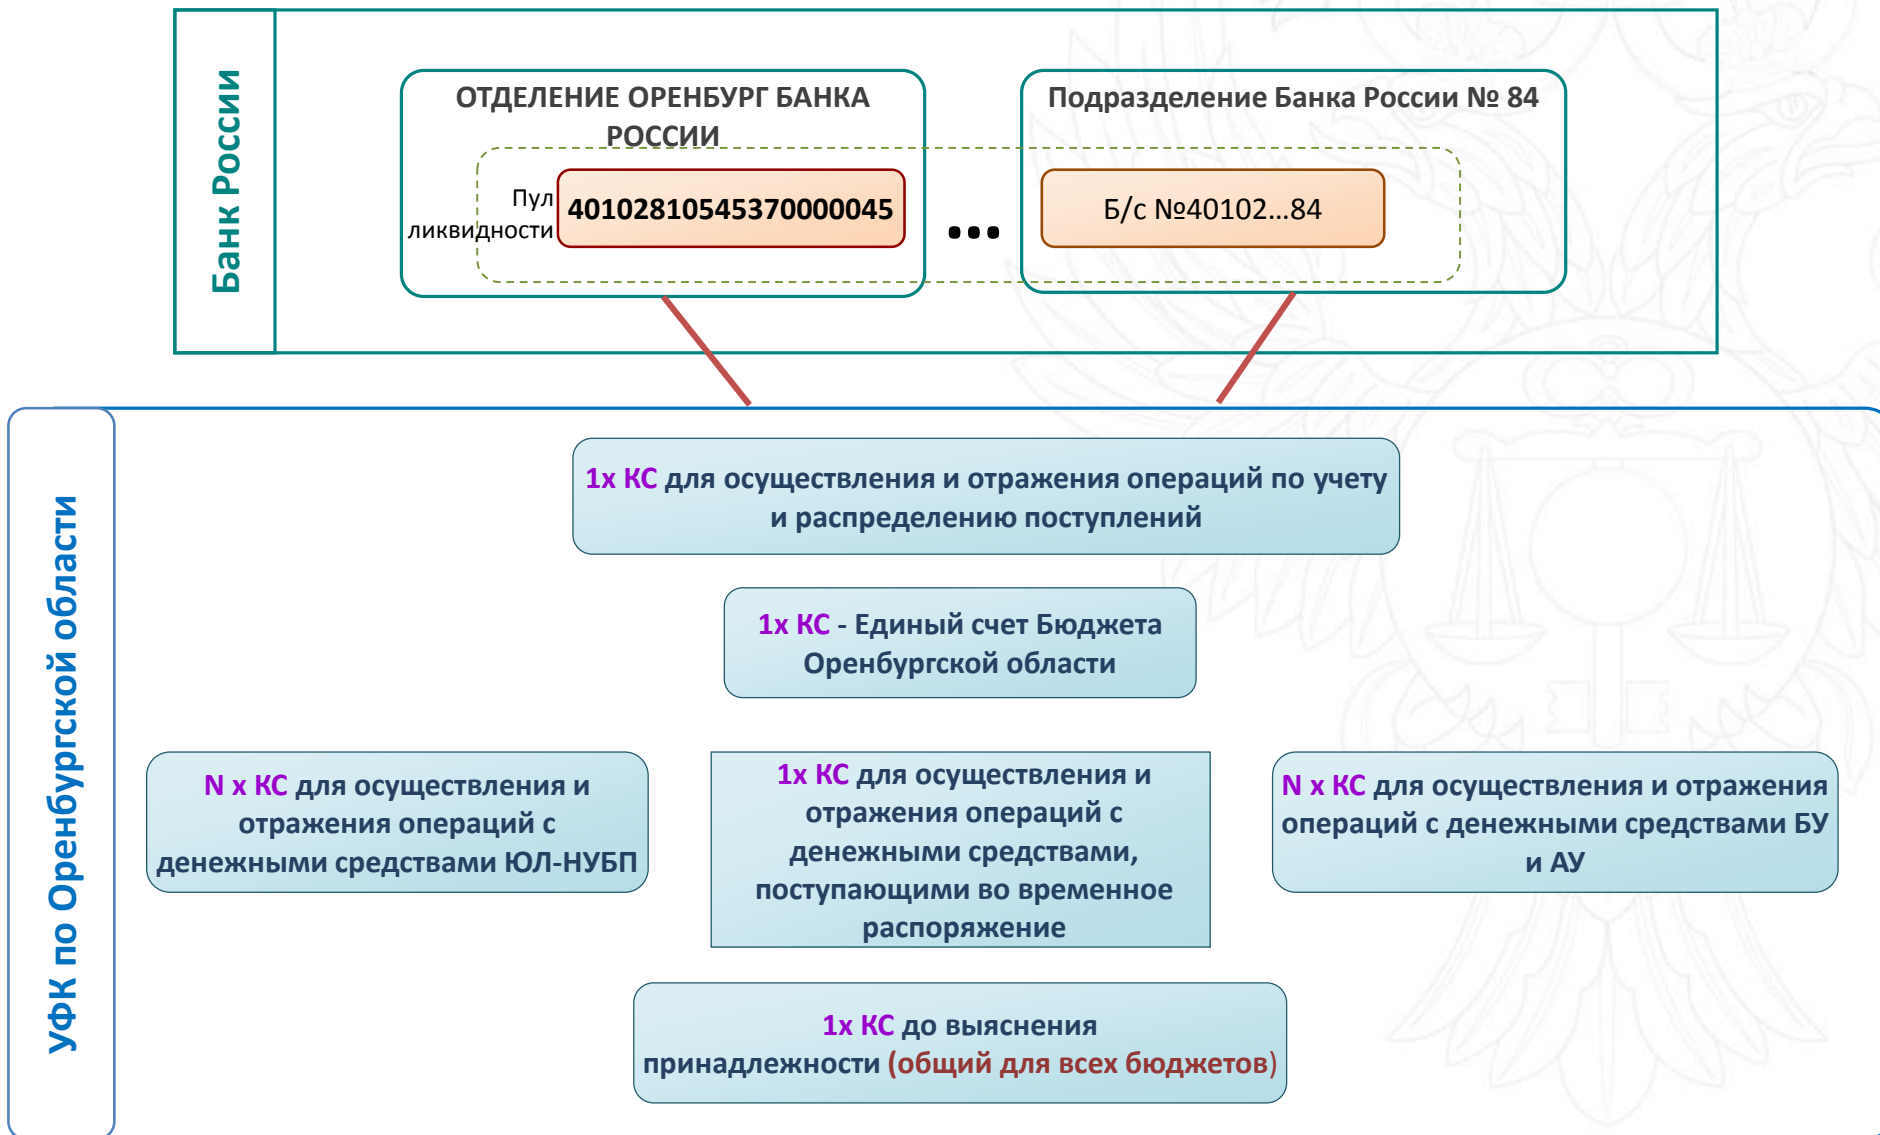 Банк России
ОТДЕЛЕНИЕ ОРЕНБУРГ БАНКА
РОССИИ
Подразделение Банка России № 84
Пул
ликвидности
40102810545370000045
...
Б/с №40102...84
УФК по Оренбургской области
1х КС для осуществления и отражения операций по учету
и распределению поступлений
1х КС - Единый счет Бюджета
Оренбургской области
N х КС для осуществления и
отражения операций с
денежными средствами ЮЛ-НУБП
1х КС для осуществления и
отражения операций с
денежными средствами,
поступающими во временное
распоряжение
N х КС для осуществления и отражения
операций с денежными средствами БУ
и АУ
1х КС до выяснения
принадлежности (общий для всех бюджетов)